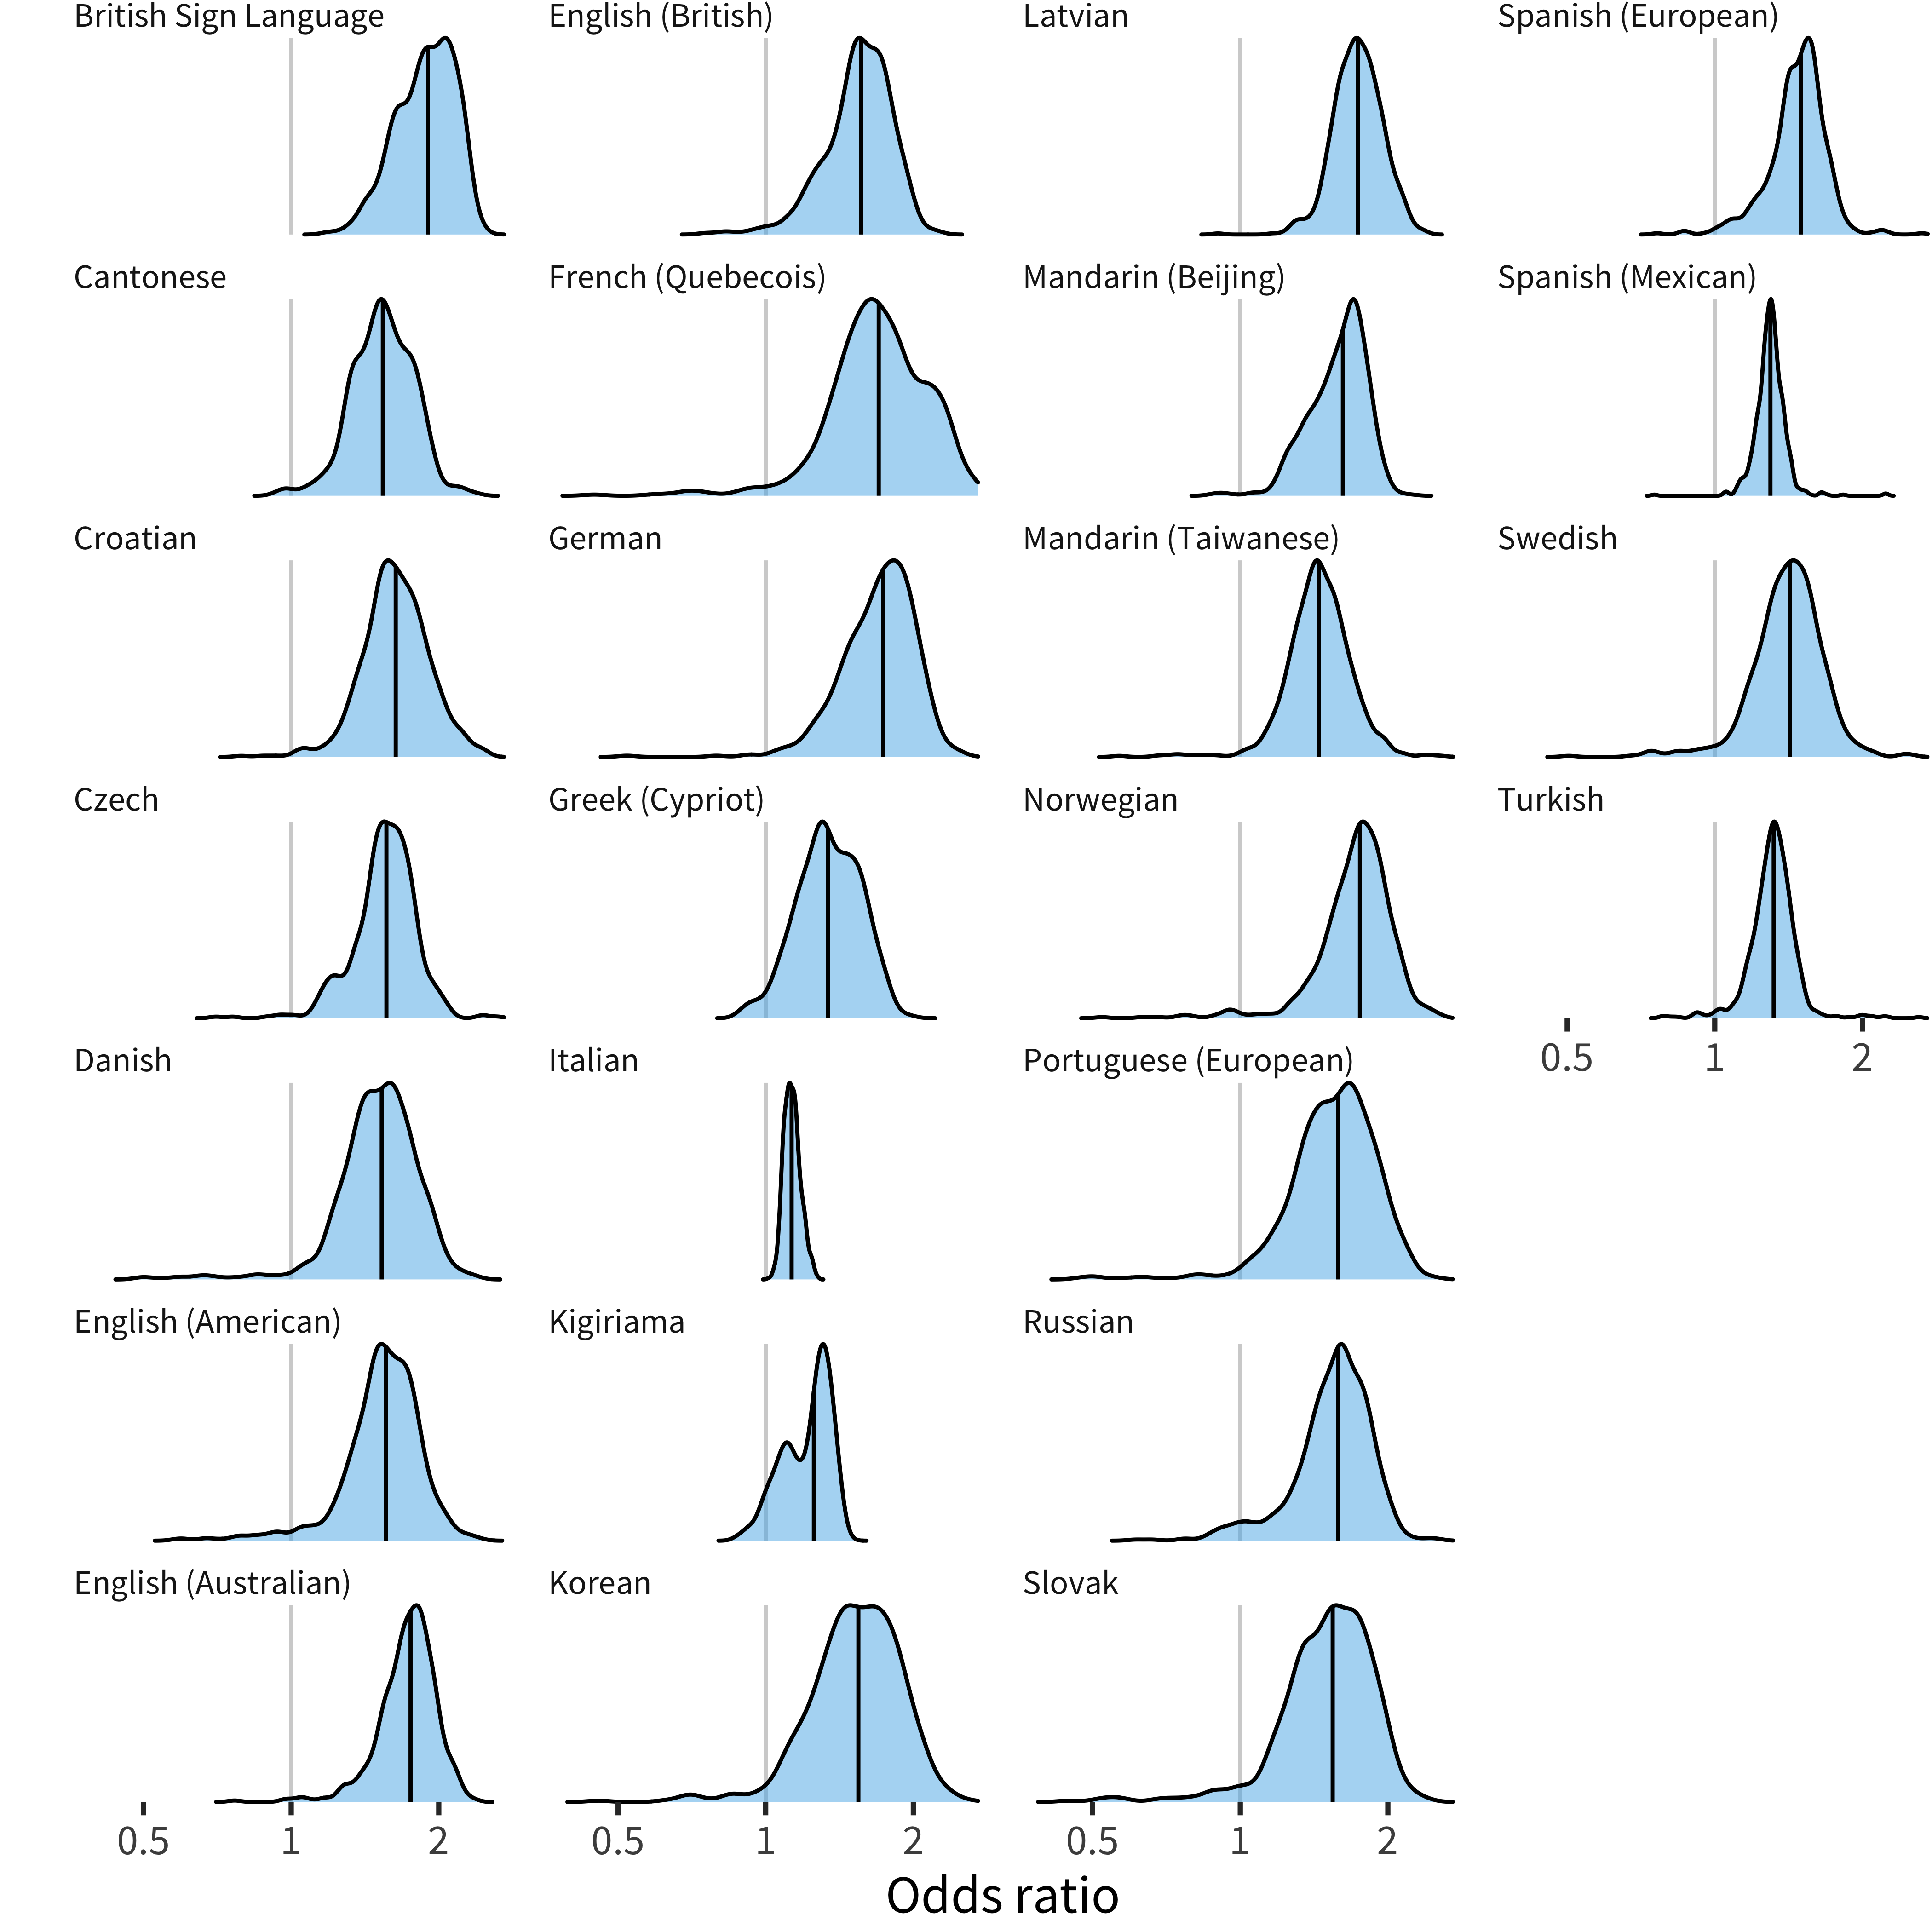 British Sign Language
English (British)
Latvian
Spanish (European)
Cantonese
French (Quebecois)
Mandarin (Beijing)
Spanish (Mexican)
Croatian
German
Mandarin (Taiwanese)
Swedish
Czech
Greek (Cypriot)
Norwegian
Turkish
0.5 1 2
Danish
Italian
Portuguese (European)
English (American)
Kigiriama
Russian
English (Australian)
Korean
Slovak
0.5 1 2
0.5 1 2
0.5 1 2
Odds ratio